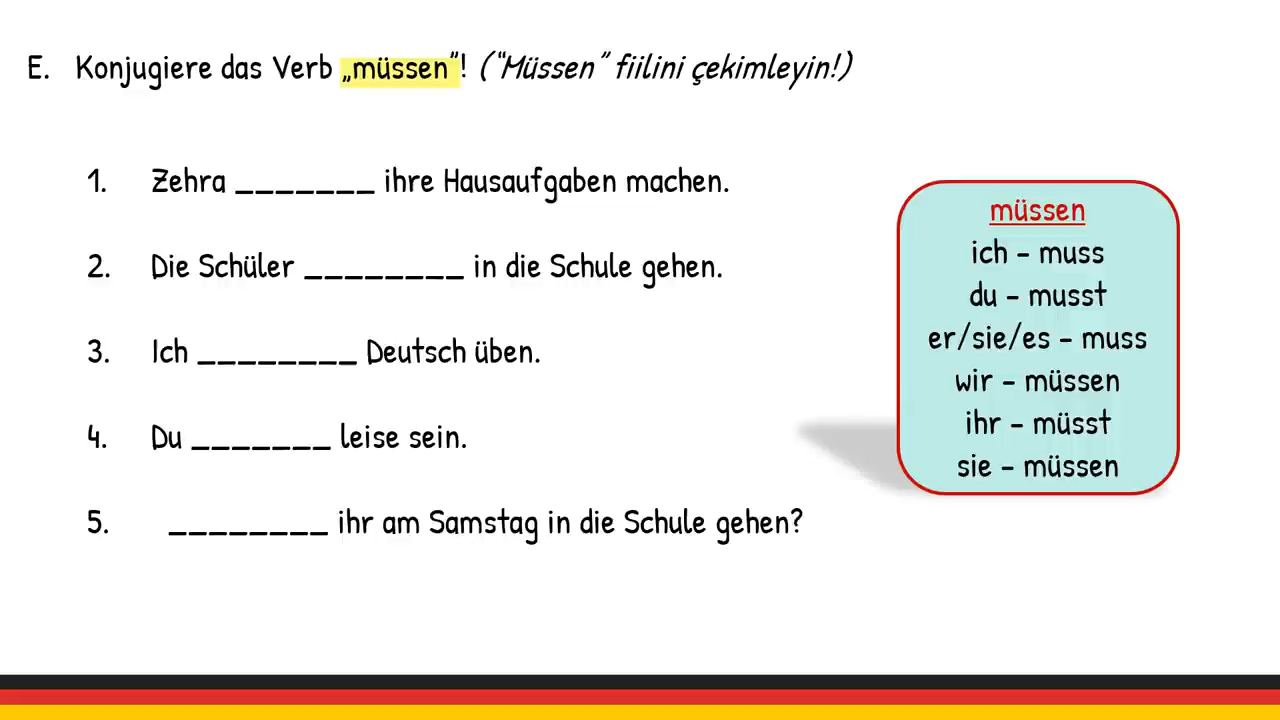 E. Konjugiere das Verb „müssen”! (“Müssen” fiilini çekimleyin!)
1. Zehra _______ ihre Hausaufgaben machen.
2. Die Schüler ________ in die Schule gehen.
3. Ich ________ Deutsch üben.
4. Du _______ leise sein.
5. ________ ihr am Samstag in die Schule gehen?
müssen
ich – muss
du – musst
er/sie/es – muss
wir – müssen
ihr – müsst
sie – müssen